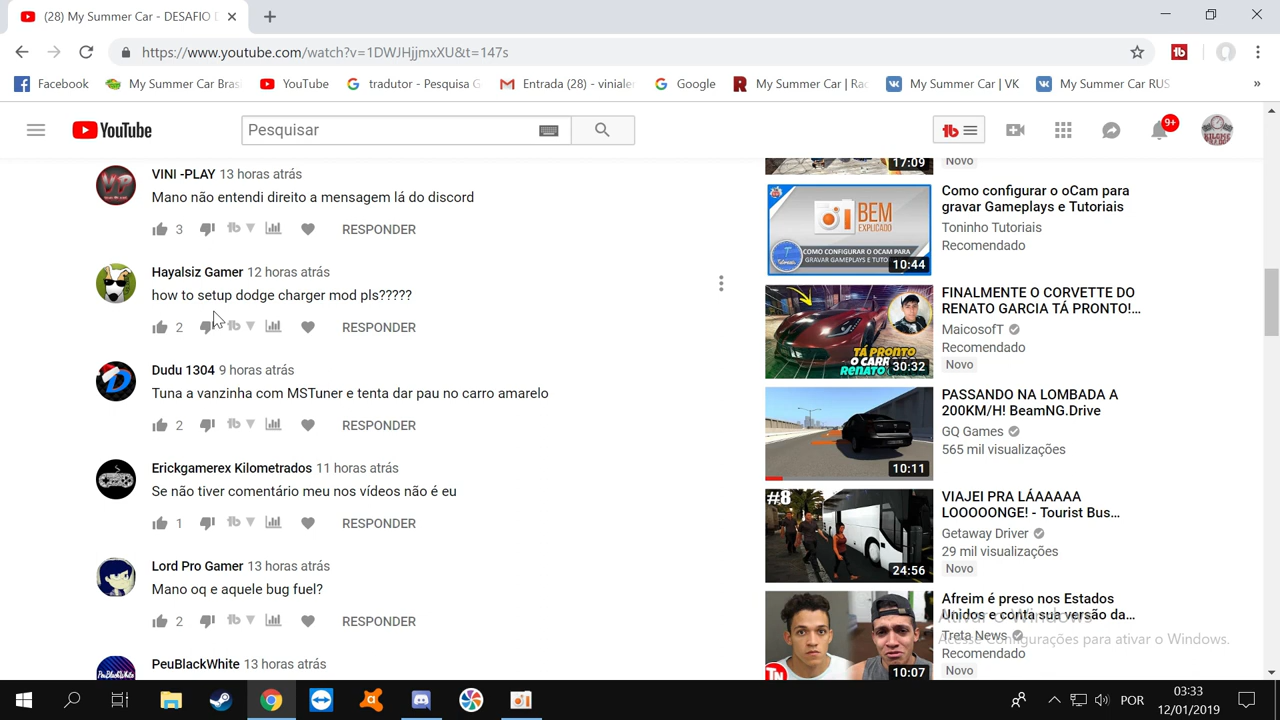 (28) My Summer Car - DESAFIO D
https://www.youtube.com/watch?v=1DWJHjjmxXU&t=147s
Facebook
My Summer Car Bras
YouTube
tradutor - Pesquisa G
Entrada (28) - vinialer
Google
My Summer Car | Rac
My Summer Car | VK
My Summer Car RUS
»
YouTube
Pesquisar
9+
VINI -PLAY 13 horas atrás
Mano não entendi direito a mensagem lá do discord
3 RESPONDER
Hayalsiz Gamer 12 horas atrás
how to setup dodge charger mod pls?????
2 RESPONDER
Dudu 1304 9 horas atrás
Tuna a vanzinha com MSTuner e tenta dar pau no carro amarelo
2 RESPONDER
Erickgamerex Kilometrados 11 horas atrás
Se não tiver comentário meu nos vídeos não é eu
1 RESPONDER
Lord Pro Gamer 13 horas atrás
Mano oq e aquele bug fuel?
2 RESPONDER
PeuBlackWhite 13 horas atrás
17:09
Novo
BEM
EXPLICADO
COMO CONFIGURAR O OCAM PARA
10:44
Como configurar o oCam para
gravar Gameplays e Tutoriais
Toninho Tutoriais
Recomendado
TÁ PRONTO
O CARRO
RENATO
30:32
FINALMENTE O CORVETTE DO
RENATO GARCIA TÁ PRONTO!...
MaicosofT
Recomendado
Novo
10:11
PASSANDO NA LOMBADA A
200KM/H! BeamNG.Drive
GQ Games
565 mil visualizações
#8
24:56
VIAJEI PRA LÁAAAAA
LOOOOONGE! - Tourist Bus...
Getaway Driver
29 mil visualizações
Novo
TN
10:07
Afreim é preso nos Estados
Unidos e conta sua versão da...
Treta News
Recomendado
Novo
Ativar o Windows
Acesse Configurações para ativar o Windows.
POR
03:33
12/01/2019